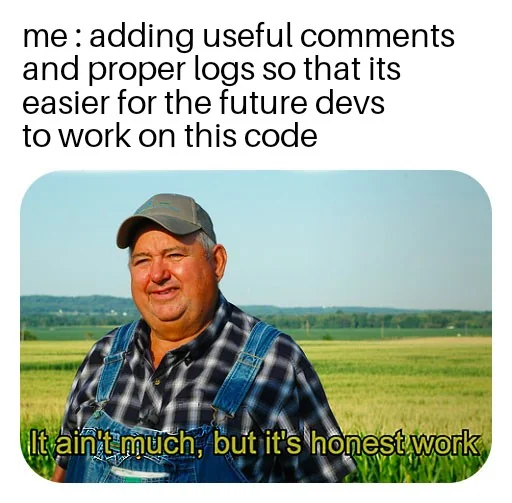 me : adding useful comments
and proper logs so that its
easier for the future devs
to work on this code
It ain't much, but it's honest work